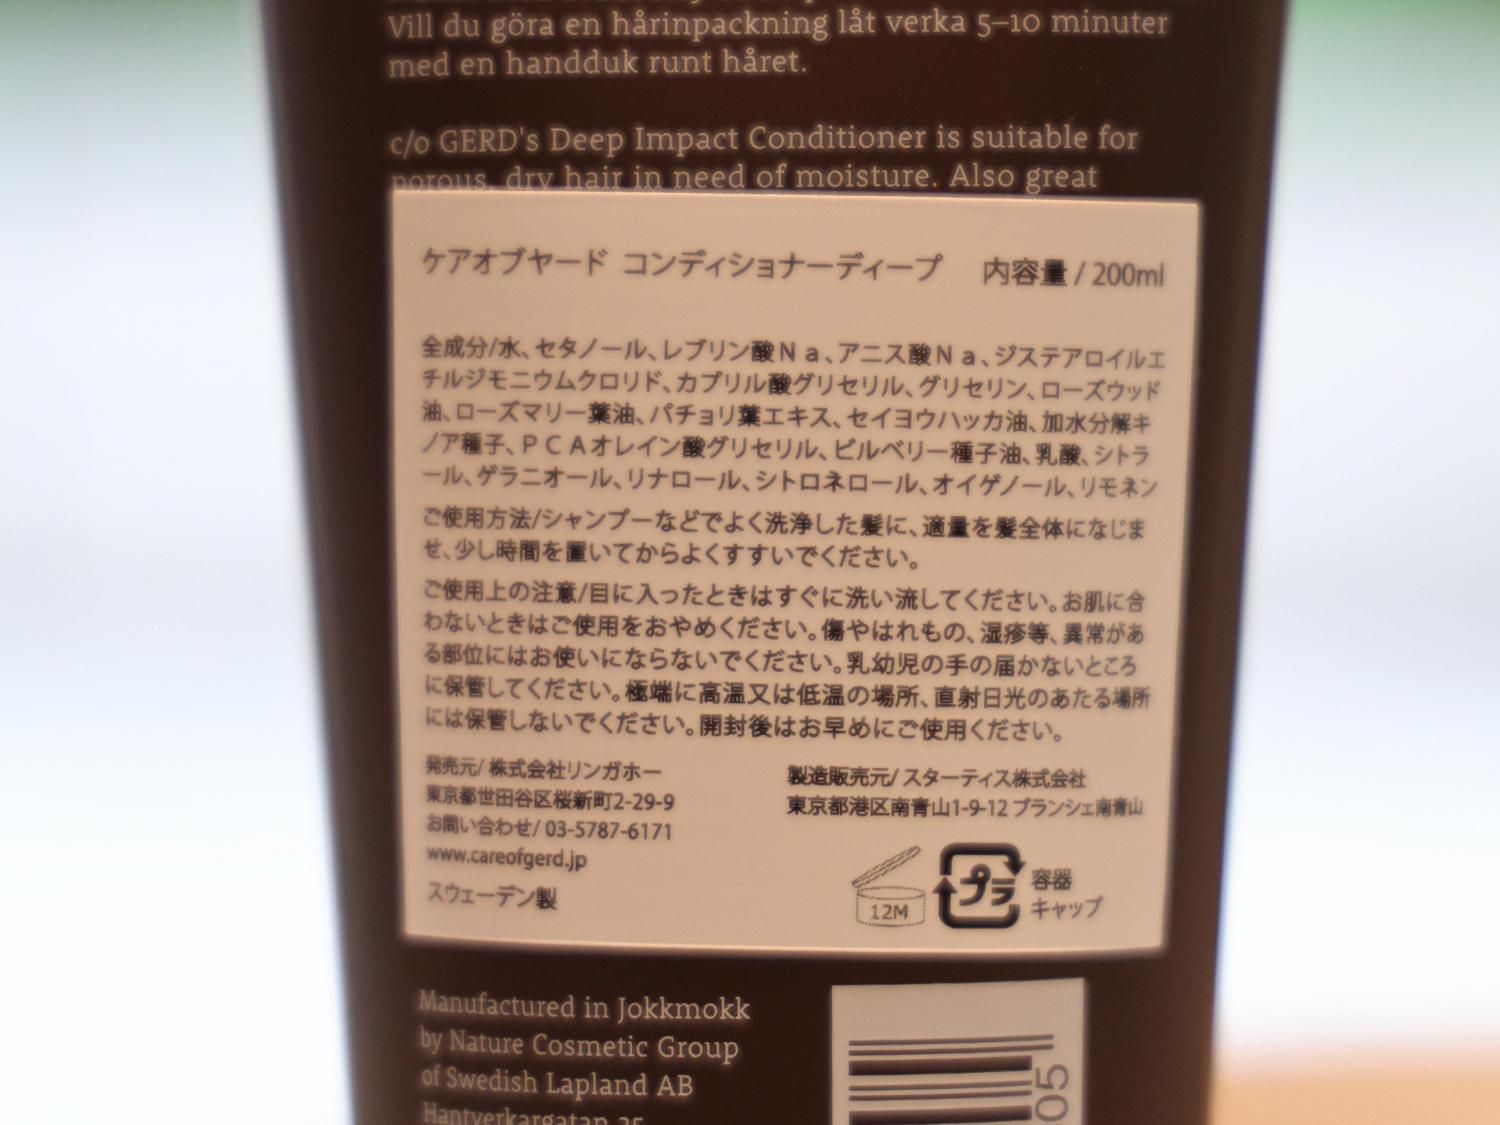 Vill du göra en hårinpackning låt verka 5–10 minuter
med en handduk runt håret.
c/o GERD's Deep Impact Conditioner is suitable for
porous, dry hair in need of moisture. Also great
ケアオブヤード コンディショナーディープ 内容量 / 200ml
全成分/水、セタノール、レブリン酸Ｎａ、アニス酸Ｎａ、ジステアロイルエ
チルジモニウムクロリド、カプリル酸グリセリル、グリセリン、ローズウッド
油、ローズマリー葉油、パチョリ葉エキス、セイヨウハッカ油、加水分解キ
ノア種子、ＰＣＡオレイン酸グリセリル、ビルベリー種子油、乳酸、シトラ
ール、ゲラニオール、リナロール、シトロネロール、オイゲノール、リモネン
ご使用方法/シャンプーなどでよく洗浄した髪に、適量を髪全体になじま
せ、少し時間を置いてからよくすすいでください。
ご使用上の注意/目に入ったときはすぐに洗い流してください。お肌に合
わないときはご使用をおやめください。傷やはれもの、湿疹等、異常があ
る部位にはお使いにならないでください。乳幼児の手の届かないところ
に保管してください。極端に高温又は低温の場所、直射日光のあたる場所
には保管しないでください。開封後はお早めにご使用ください。
発売元/ 株式会社リンガホー
東京都世田谷区桜新町2-29-9
お問い合わせ/ 03-5787-6171
www.careofgerd.jp
スウェーデン製
製造販売元/ スターティス株式会社
東京都港区南青山1-9-12 ブランシェ南青山
12M
プラ
容器
キャップ
Manufactured in Jokkmokk
by Nature Cosmetic Group
of Swedish Lapland AB
05